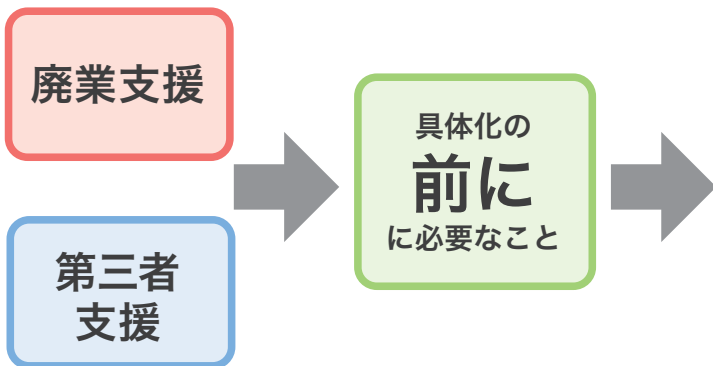 廃業支援
第三者
支援
具体化の
前に
に必要なこと